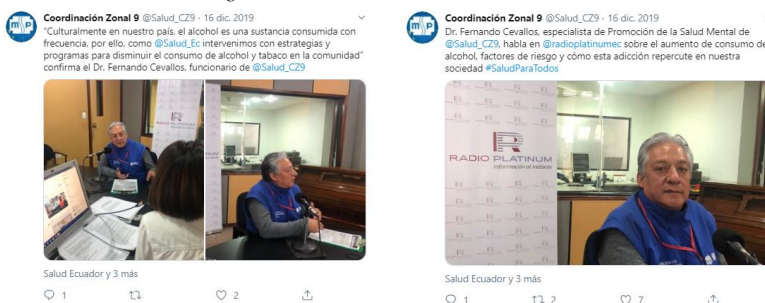 Coordinación Zonal 9 @Salud_CZ9 · 16 dic. 2019
"Culturalmente en nuestro país, el alcohol es una sustancia consumida con
frecuencia, por ello, como @Salud_Ec intervenimos con estrategias y
programas para disminuir el consumo de alcohol y tabaco en la comunidad"
confirma el Dr. Fernando Cevallos, funcionario de @Salud_CZ9
Salud Ecuador y 3 más
1 2
Coordinación Zonal 9 @Salud_CZ9 · 16 dic. 2019
Dr. Fernando Cevallos, especialista de Promoción de la Salud Mental de
@Salud_CZ9, habla en @radioplatinumec sobre el aumento de consumo de
alcohol, factores de riesgo y cómo esta adicción repercute en nuestra
sociedad #SaludParaTodos
R
RADIO PLATINUM
información al instante
Salud Ecuador y 3 más
1 2 7